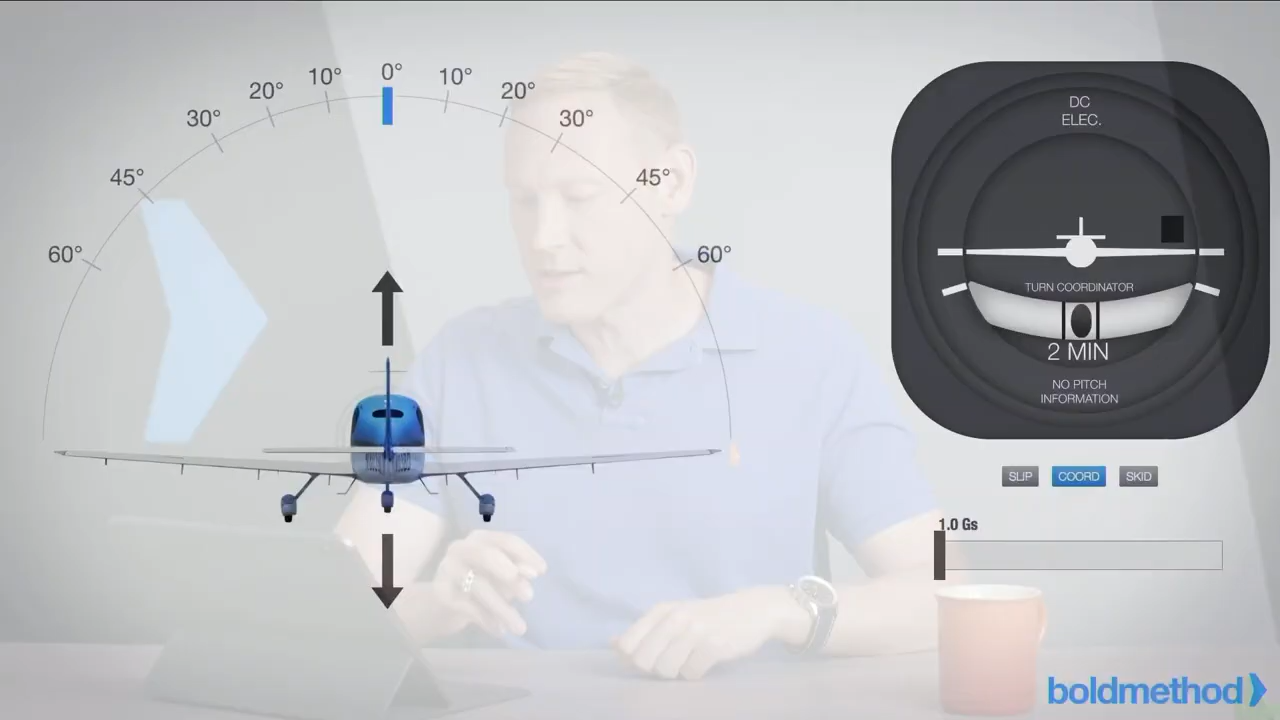 0°
10°
10°
20°
20°
30°
30°
45°
45°
60°
60°
DC
ELEC.
TURN COORDINATOR
2 MIN
NO PITCH
INFORMATION
SLIP
COORD
SKID
1.0 Gs
boldmethod